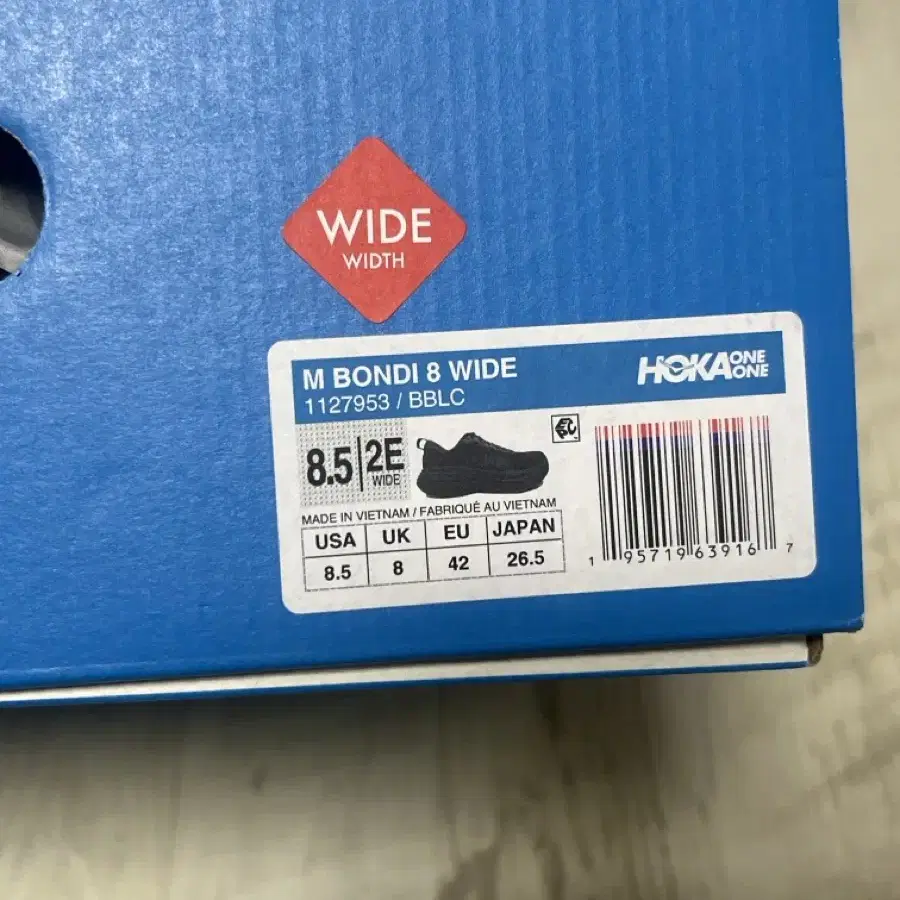 WIDE
WIDTH
M BONDI 8 WIDE
1127953 / BBLC
HOKA ONE ONE
8.5 2E
WIDE
MADE IN VIETNAM / FABRIQUÉ AU VIETNAM
USA UK EU JAPAN
8.5 8 42 26.5
1 95719 63916 7